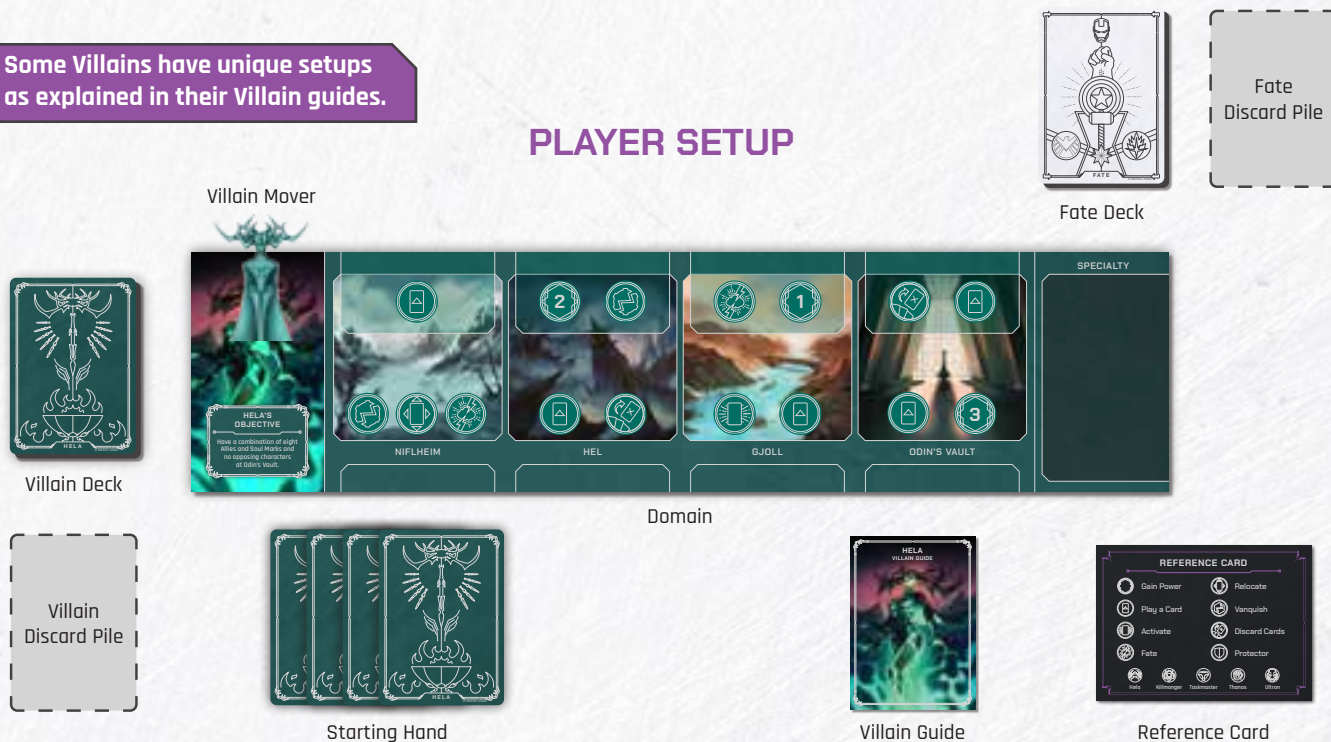 Some Villains have unique setups
as explained in their Villain guides.
PLAYER SETUP
FATE
Fate Deck
Fate
Discard Pile
Villain Mover
HELA
Villain Deck
HELA'S
OBJECTIVE
Have a combination of eight
Allies and Soul Marks and
no opposing characters
at Odin's Vault.
NIFLHEIM
2
HEL
1
GJOLL
3
ODIN'S VAULT
SPECIALTY
Domain
Villain
Discard Pile
HELA
Starting Hand
HELA
VILLAIN GUIDE
Villain Guide
REFERENCE CARD
Gain Power
Relocate
Play a Card
Vanquish
Activate
Discard Cards
Fate
Protector
Hela
Killmonger
Taskmaster
Thanos
Ultron
Reference Card